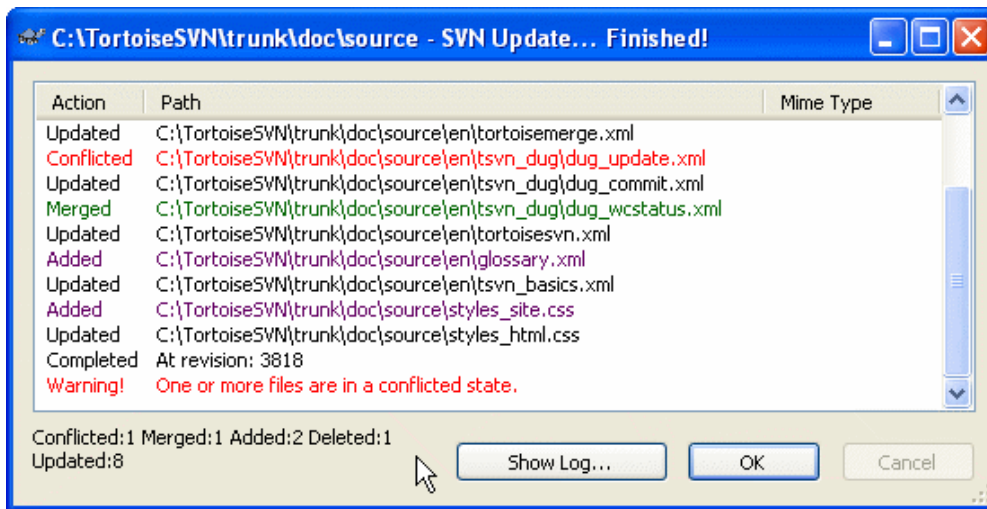 C:\TortoiseSVN\trunk\doc\source - SVN Update... Finished!
Action Path Mime Type
Updated C:\TortoiseSVN\trunk\doc\source\en\tortoisemerge.xml
Conflicted C:\TortoiseSVN\trunk\doc\source\en\tsvn_dug\dug_update.xml
Updated C:\TortoiseSVN\trunk\doc\source\en\tsvn_dug\dug_commit.xml
Merged C:\TortoiseSVN\trunk\doc\source\en\tsvn_dug\dug_wcstatus.xml
Updated C:\TortoiseSVN\trunk\doc\source\en\tortoisesvn.xml
Added C:\TortoiseSVN\trunk\doc\source\en\glossary.xml
Updated C:\TortoiseSVN\trunk\doc\source\en\tsvn_basics.xml
Added C:\TortoiseSVN\trunk\doc\source\styles_site.css
Updated C:\TortoiseSVN\trunk\doc\source\styles_html.css
Completed At revision: 3818
Warning! One or more files are in a conflicted state.
Conflicted:1 Merged:1 Added:2 Deleted:1
Updated:8
Show Log... OK Cancel